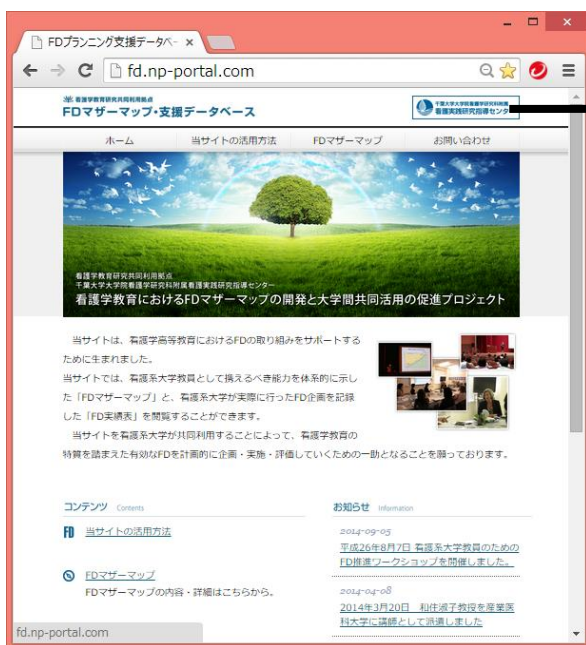 FDプランニング支援データベ-
fd.np-portal.com
看護学教育研究共同利用拠点
FDマザーマップ・支援データベース
千葉大学大学院看護学研究科附属
看護実践研究指導センター
ホーム 当サイトの活用方法 FDマザーマップ お問い合わせ
看護学教育研究共同利用拠点
千葉大学大学院看護学研究科附属看護実践研究指導センター
看護学教育におけるFDマザーマップの開発と大学間共同活用の促進プロジェクト
当サイトは、看護学高等教育におけるFDの取り組みをサポートする
ために生まれました。
当サイトでは、看護系大学教員として携えるべき能力を体系的に示し
た「FDマザーマップ」と、看護系大学が実際に行ったFD企画を記録
した「FD実績表」を閲覧することができます。
当サイトを看護系大学が共同利用することによって、看護学教育の
特質を踏まえた有効なFDを計画的に企画・実施・評価していくための一助となることを願っております。
コンテンツ Contents
FD 当サイトの活用方法
FDマザーマップ
FDマザーマップの内容・詳細はこちらから。
お知らせ Information
2014-09-05
平成26年8月7日 看護系大学教員のための
FD推進ワークショップを開催しました。
2014-04-08
2014年3月20日 和住淑子教授を産業医
科大学に講師として派遣しました
fd.np-portal.com